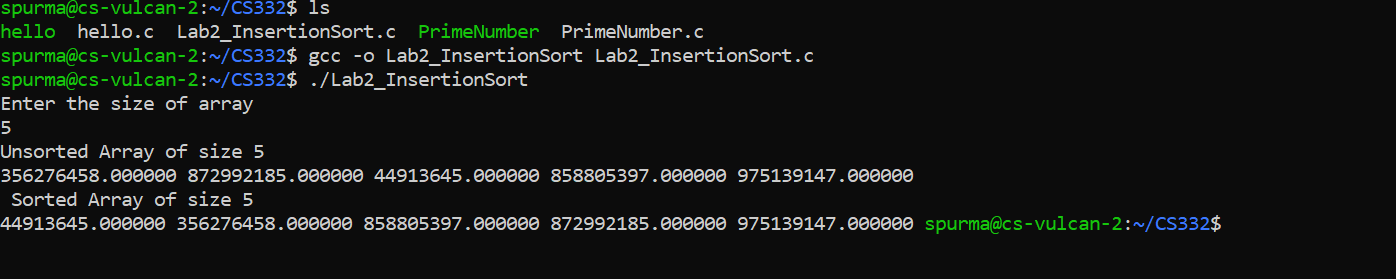 spurma@cs-vulcan-2:~/CS332$ ls
hello  hello.c  Lab2_InsertionSort.c  PrimeNumber  PrimeNumber.c
spurma@cs-vulcan-2:~/CS332$ gcc -o Lab2_InsertionSort Lab2_InsertionSort.c
spurma@cs-vulcan-2:~/CS332$ ./Lab2_InsertionSort
Enter the size of array
5
Unsorted Array of size 5
356276458.000000 872992185.000000 44913645.000000 858805397.000000 975139147.000000
 Sorted Array of size 5
44913645.000000 356276458.000000 858805397.000000 872992185.000000 975139147.000000 spurma@cs-vulcan-2:~/CS332$